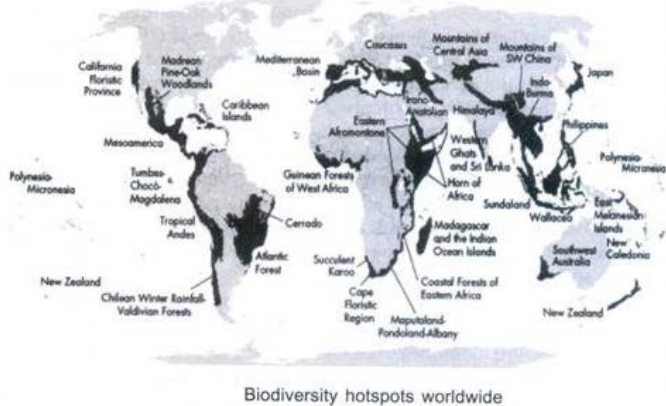 California
Floristic
Province
Madrean
Pine-Oak
Woodlands
Caribbean
Islands
Mesoamerica
Polynesia-
Micronesia
Tumbes-
Chocó-
Magdalena
Tropical
Andes
Cerrado
Atlantic
Forest
New Zealand
Chilean Winter Rainfall-
Valdivian Forests
Mediterranean
Basin
Caucasus
Mountains of
Central Asia
Mountains of
SW China
Japan
Irano-
Anatolian
Himalaya
Indo-
Burma
Eastern
Afromontane
Western
Ghats
and Sri Lanka
Philippines
Guinean Forests
of West Africa
Horn of
Africa
Polynesia-
Micronesia
Sundaland
Wallacea
East
Melanesian
Islands
Madagascar
and the Indian
Ocean Islands
New
Caledonia
Southwest
Australia
Succulent
Karoo
Cape
Floristic
Region
Coastal Forests of
Eastern Africa
Maputaland-
Pondoland-Albany
New Zealand
Biodiversity hotspots worldwide